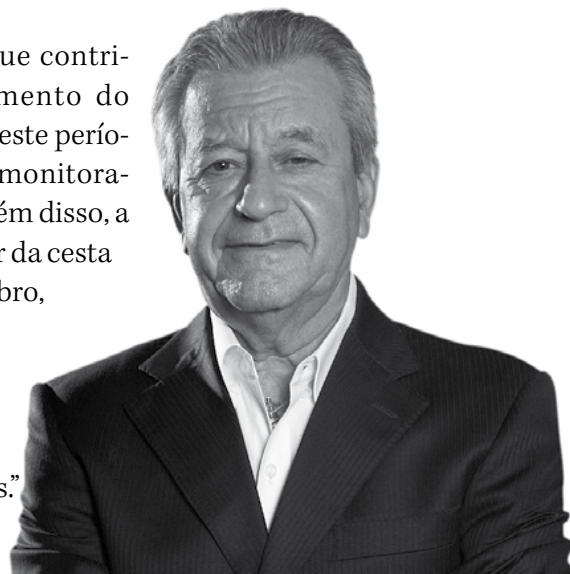 ue contri-
mento do
este perío-
monitora-
ém disso, a
r da cesta
bro,
s.”